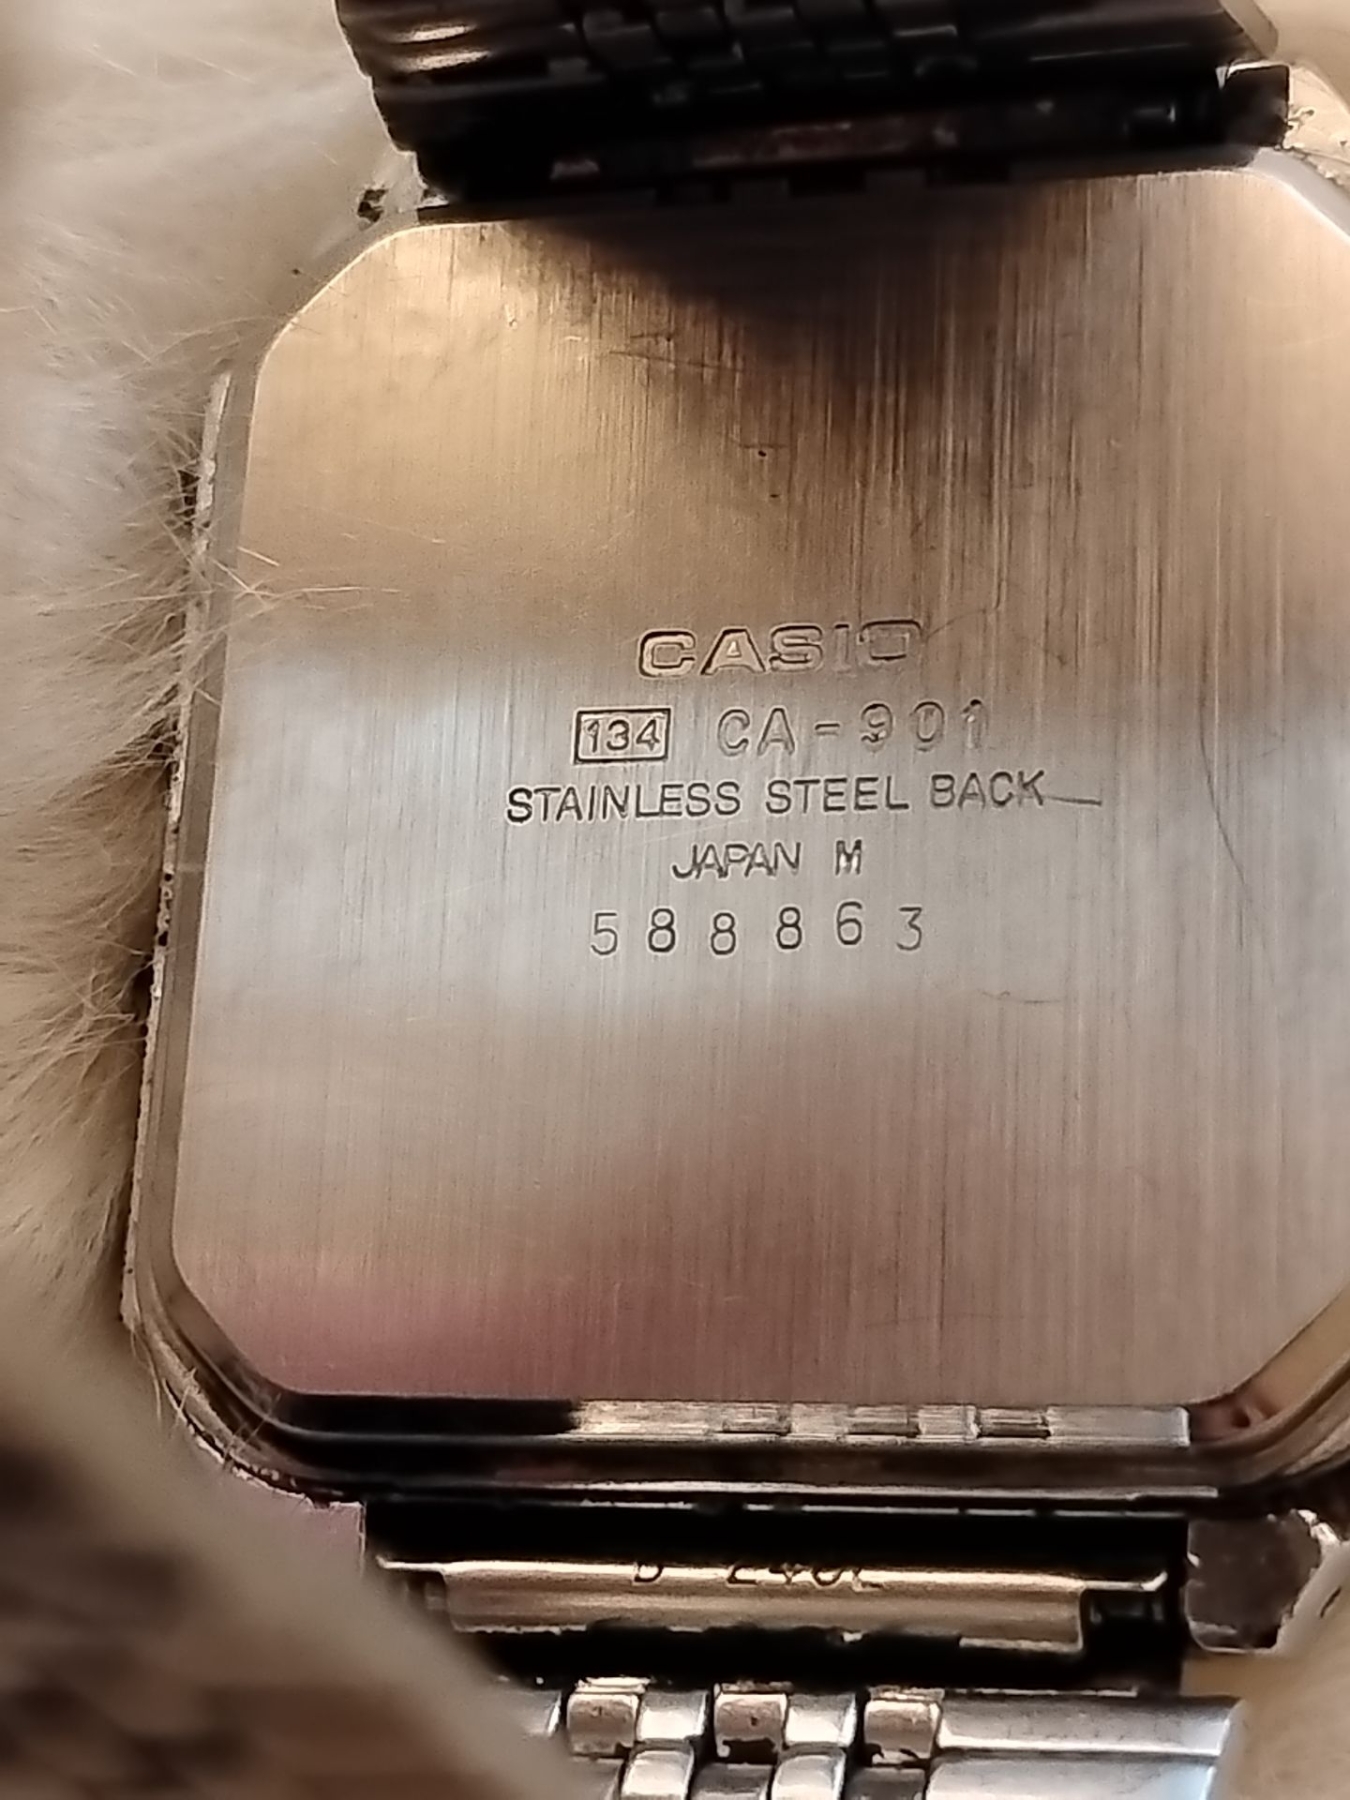 CASIO
134 CA-901
STAINLESS STEEL BACK
JAPAN M
588863